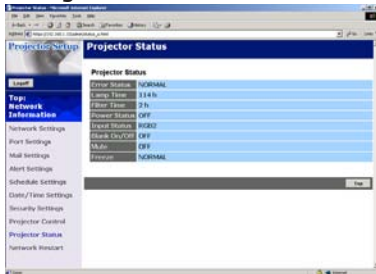 Projector Setup
Projector Status
Projector Status
Error Status NORMAL
Lamp Time 114 h
Filter Time 2 h
Power Status OFF
Input Status RGB2
Blank On/Off OFF
Mute OFF
Freeze NORMAL
Logoff
Top:
Network
Information
Network Settings
Port Settings
Mail Settings
Alert Settings
Schedule Settings
Date/Time Settings
Security Settings
Projector Control
Projector Status
Network Restart
Top